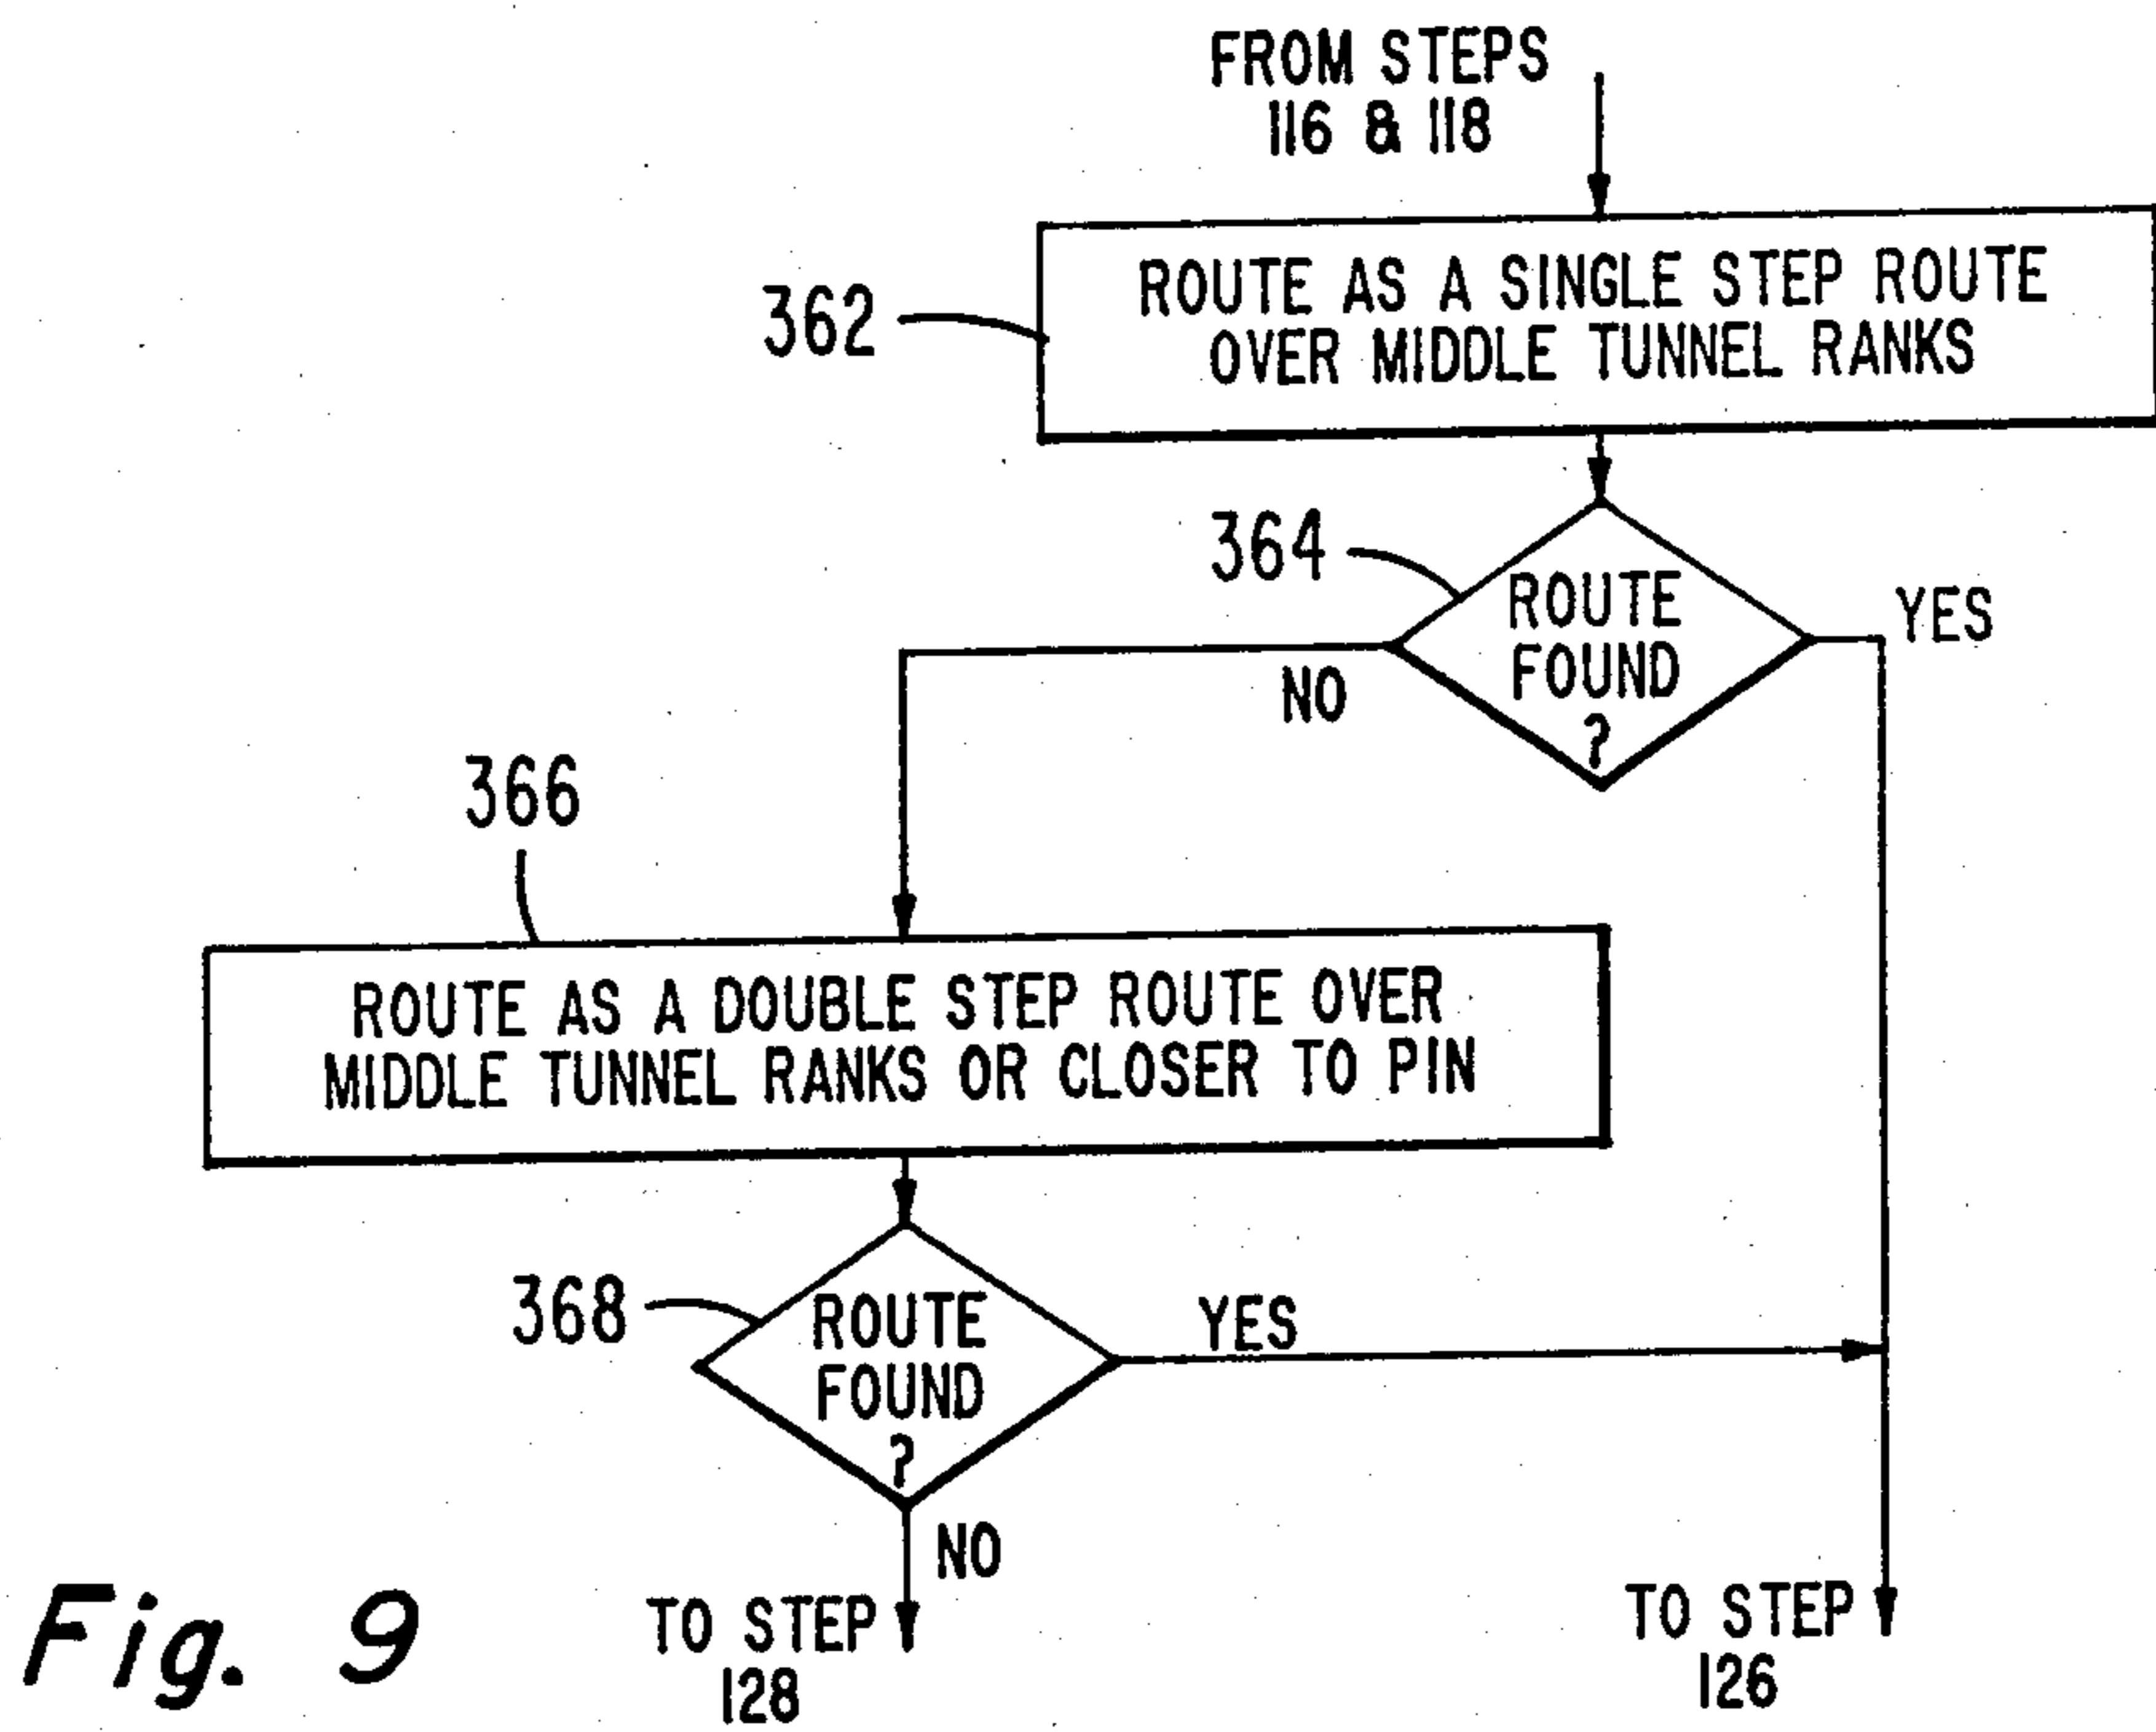 FROM STEPS
116 & 118
362
ROUTE AS A SINGLE STEP ROUTE
OVER MIDDLE TUNNEL RANKS
364
ROUTE
FOUND
?
YES
NO
366
ROUTE AS A DOUBLE STEP ROUTE OVER
MIDDLE TUNNEL RANKS OR CLOSER TO PIN
368
ROUTE
FOUND
?
YES
NO
TO STEP
128
TO STEP
126
Fig. 9